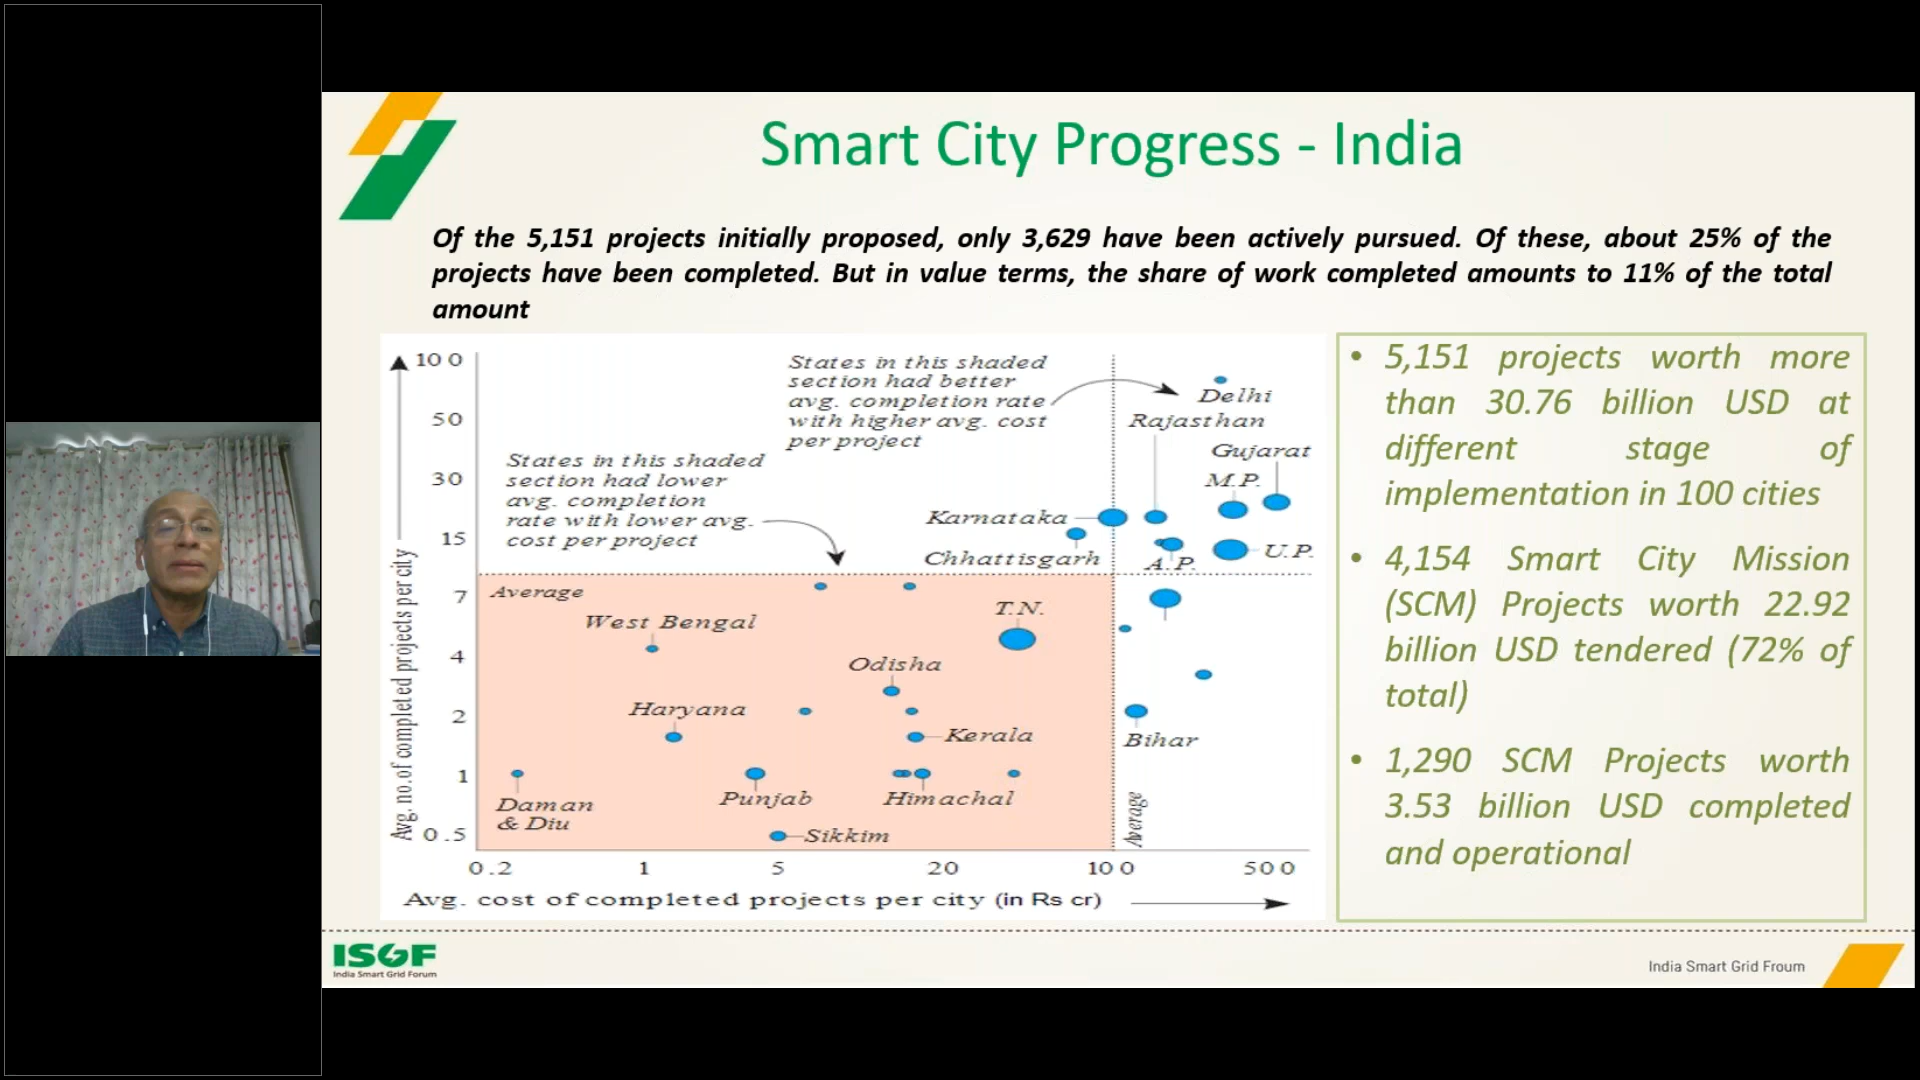 Smart City Progress - India
Of the 5,151 projects initially proposed, only 3,629 have been actively pursued. Of these, about 25% of the
projects have been completed. But in value terms, the share of work completed amounts to 11% of the total
amount
Avg. no.of completed projects per city
100
50
30
15
7
4
2
1
0.5
States in this shaded
section had better
avg. completion rate
with higher avg. cost
per project
States in this shaded
section had lower
avg. completion
rate with lower avg.
cost per project
Delhi
Rajasthan
Gujarat
M.P.
Karnataka
Chhattisgarh
A.P.
U.P.
Average
West Bengal
T.N.
Odisha
Haryana
Kerala
Bihar
Daman
& Diu
Punjab
Himachal
Sikkim
Average
0.2
1
5
20
100
500
Avg. cost of completed projects per city (in Rs cr)
• 5,151 projects worth more
than 30.76 billion USD at
different stage of
implementation in 100 cities
• 4,154 Smart City Mission
(SCM) Projects worth 22.92
billion USD tendered (72% of
total)
• 1,290 SCM Projects worth
3.53 billion USD completed
and operational
ISGF
India Smart Grid Forum
India Smart Grid Froum